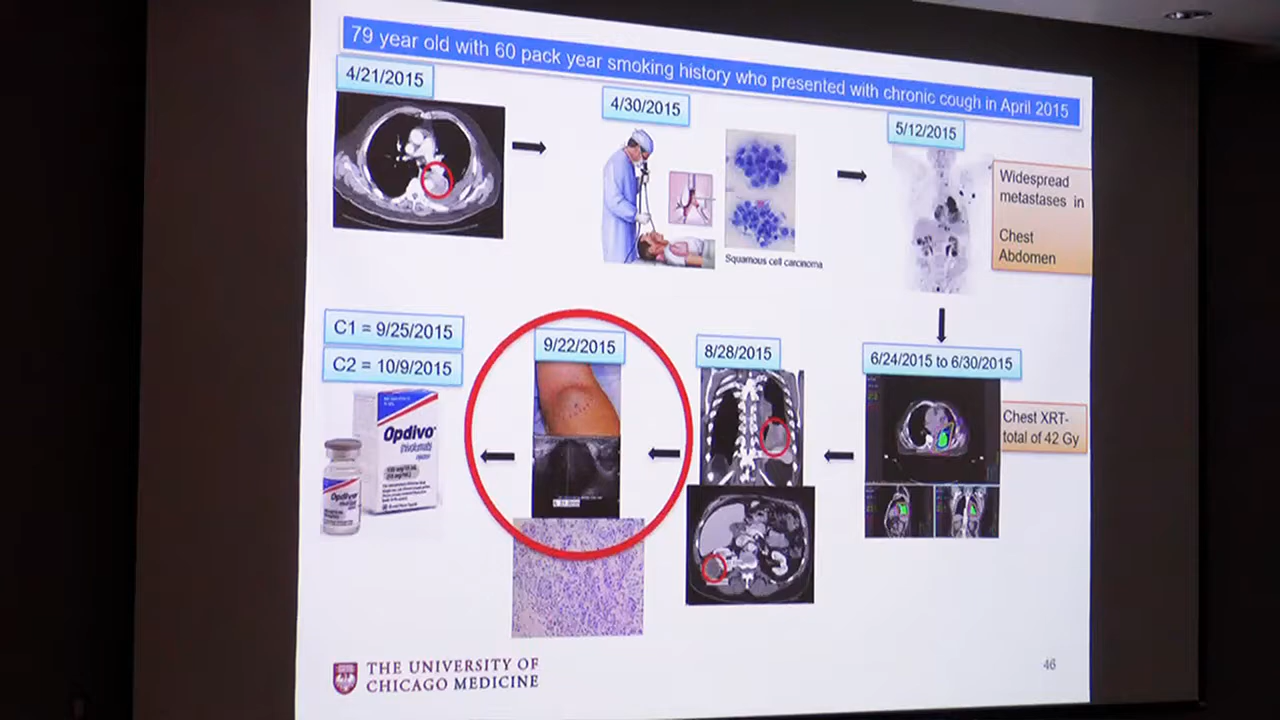 79 year old with 60 pack year smoking history who presented with chronic cough in April 2015
4/21/2015
4/30/2015
Squamous cell carcinoma
5/12/2015
Widespread
metastases in
Chest
Abdomen
6/24/2015 to 6/30/2015
Chest XRT-
total of 42 Gy
8/28/2015
9/22/2015
C1 = 9/25/2015
C2 = 10/9/2015
Opdivo
(nivolumab)
Opdivo
THE UNIVERSITY OF
CHICAGO MEDICINE
46